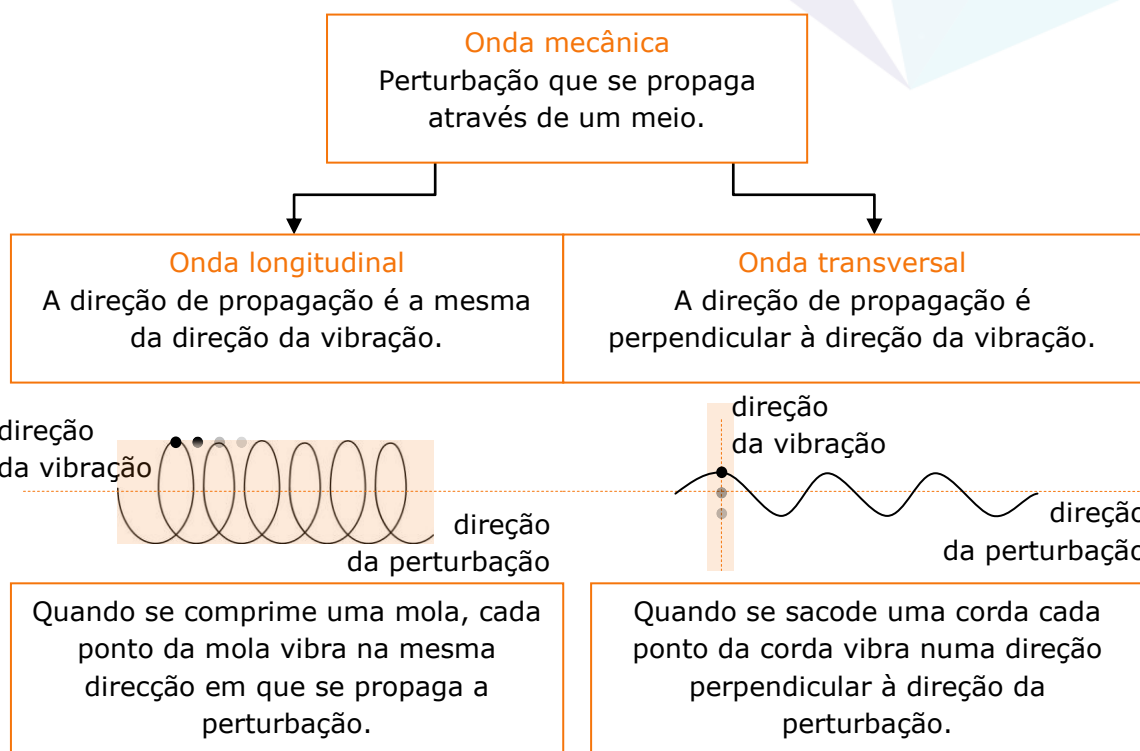 Onda mecânica
Perturbação que se propaga
através de um meio.
Onda longitudinal
A direção de propagação é a mesma
da direção da vibração.
Onda transversal
A direção de propagação é
perpendicular à direção da vibração.
direção
da vibração
direção
da perturbação
direção
da vibração
direção
da perturbação
Quando se comprime uma mola, cada
ponto da mola vibra na mesma
direcção em que se propaga a
perturbação.
Quando se sacode uma corda cada
ponto da corda vibra numa direção
perpendicular à direção da
perturbação.